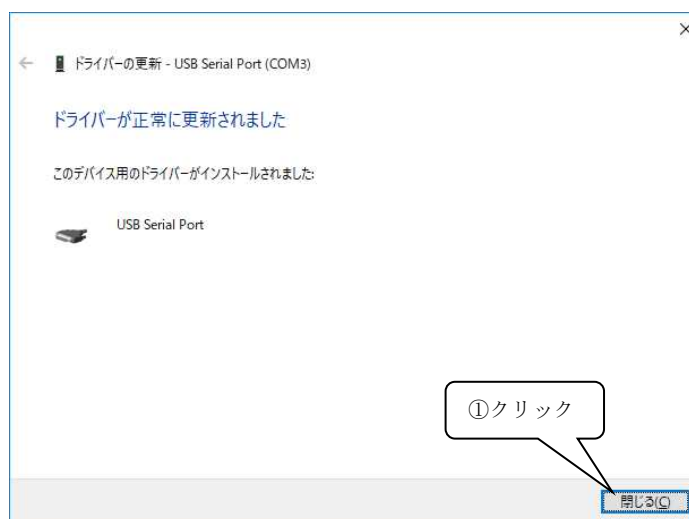 ドライバーの更新 - USB Serial Port (COM3)
ドライバーが正常に更新されました
このデバイス用のドライバーがインストールされました:
USB Serial Port
①クリック
閉じる(C)